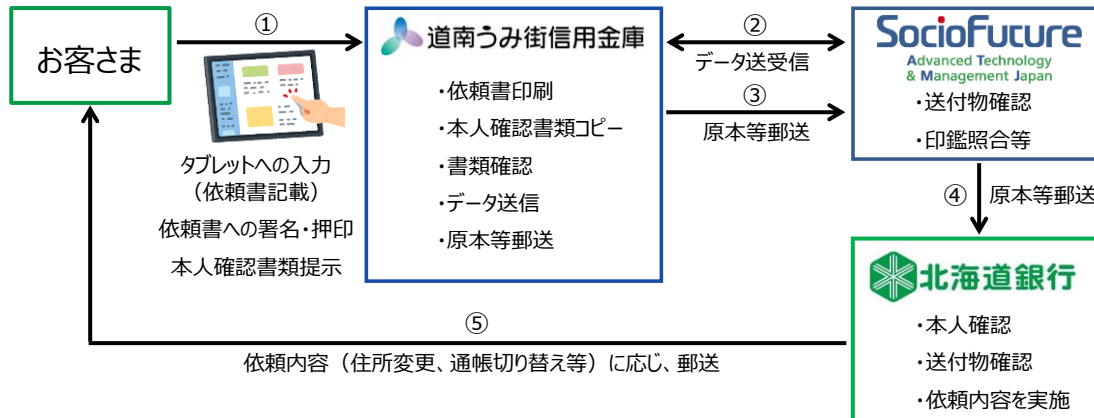 お客さま
①
タブレットへの入力
（依頼書記載）
依頼書への署名・押印
本人確認書類提示
道南うみ街信用金庫
・依頼書印刷
・本人確認書類コピー
・書類確認
・データ送信
・原本等郵送
②
データ送受信
③
原本等郵送
SocioFuture
Advanced Technology
& Management Japan
・送付物確認
・印鑑照合等
④ 原本等郵送
北海道銀行
・本人確認
・送付物確認
・依頼内容を実施
⑤
依頼内容（住所変更、通帳切り替え等）に応じ、郵送